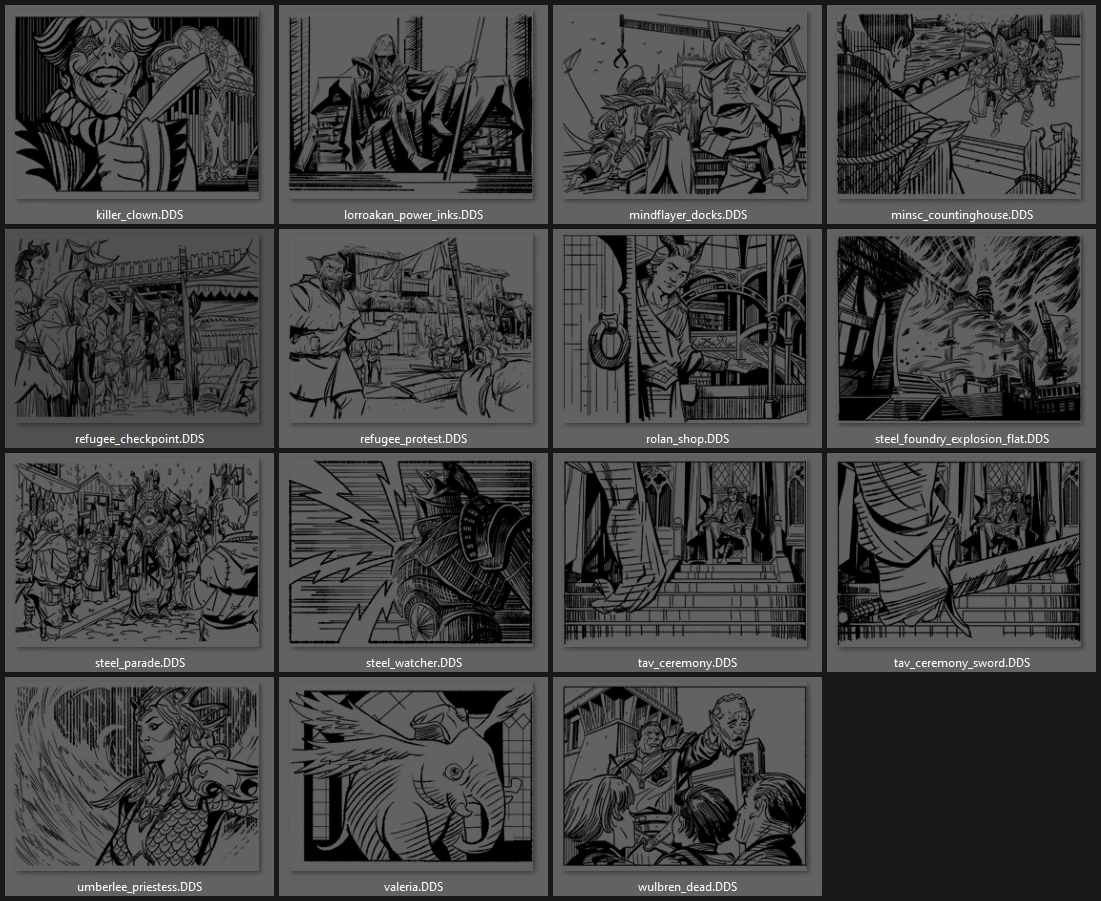 killer_clown.DDS
lorroakan_power_inks.DDS
mindflayer_docks.DDS
minsc_countinghouse.DDS
refugee_checkpoint.DDS
refugee_protest.DDS
rolan_shop.DDS
steel_foundry_explosion_flat.DDS
steel_parade.DDS
steel_watcher.DDS
tav_ceremony.DDS
tav_ceremony_sword.DDS
umberlee_priestess.DDS
valeria.DDS
wulbren_dead.DDS